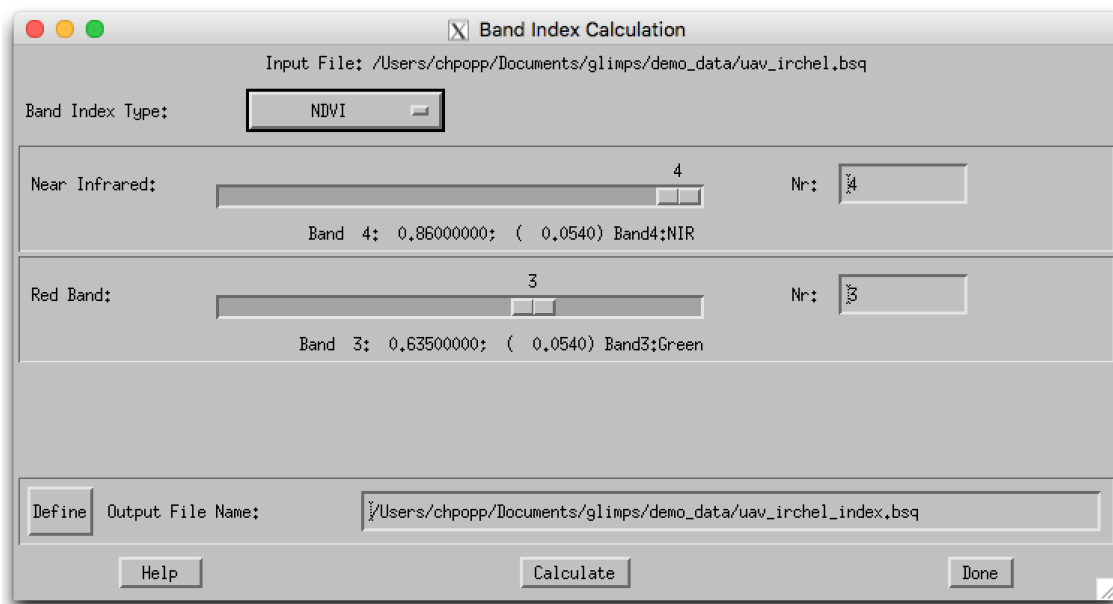 Band Index Calculation
Input File: /Users/chpopp/Documents/glimps/demo_data/uav_irchel.bsq
Band Index Type: NDVI
4
Near Infrared: Nr: 4
Band 4: 0.86000000; ( 0.0540) Band4:NIR
3
Red Band: Nr: 3
Band 3: 0.63500000; ( 0.0540) Band3:Green
Define Output File Name: /Users/chpopp/Documents/glimps/demo_data/uav_irchel_index.bsq
Help Calculate Done